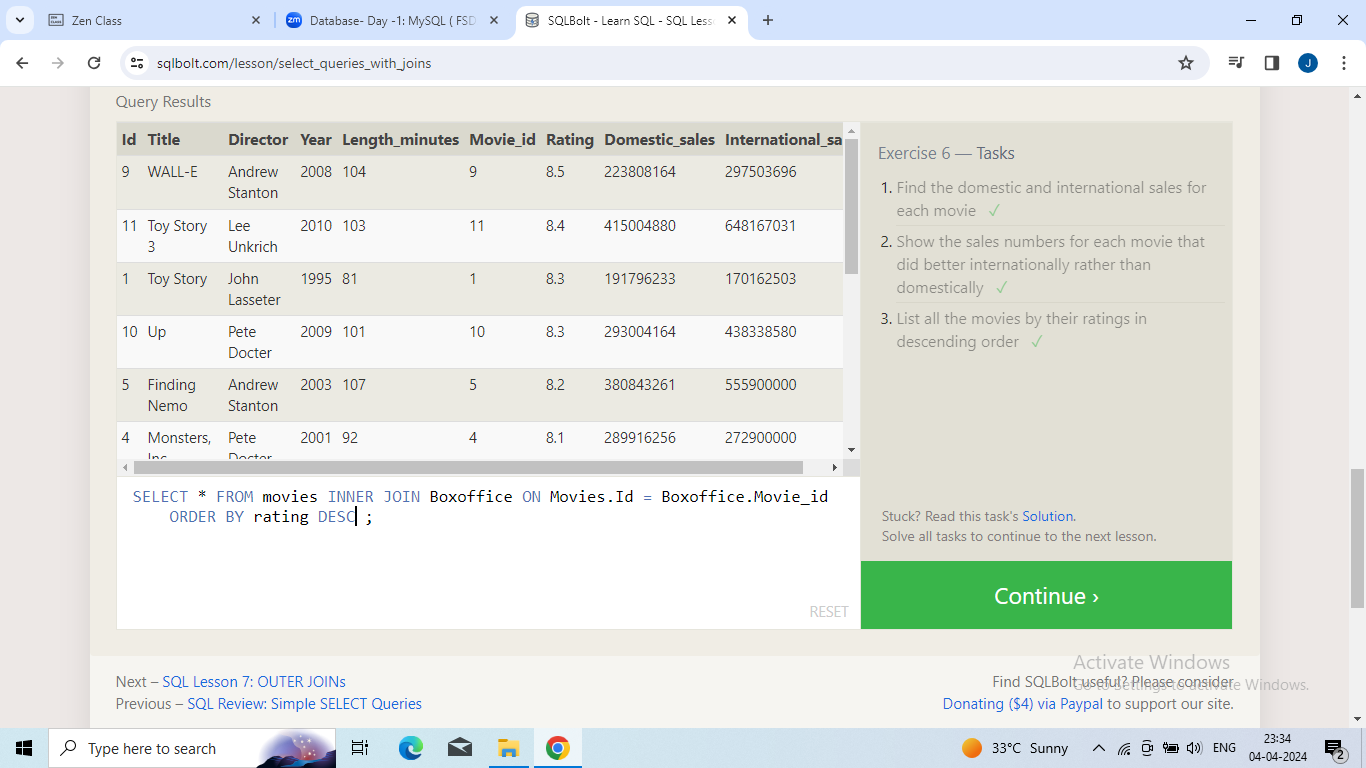 Zen Class
zm Database- Day -1: MySQL ( FSD
SQLBolt - Learn SQL - SQL Less
sqlbolt.com/lesson/select_queries_with_joins
J
Query Results
Id Title Director Year Length_minutes Movie_id Rating Domestic_sales International_sa
9 WALL-E Andrew 2008 104 9 8.5 223808164 297503696
Stanton
11 Toy Story Lee 2010 103 11 8.4 415004880 648167031
3 Unkrich
1 Toy Story John 1995 81 1 8.3 191796233 170162503
Lasseter
10 Up Pete 2009 101 10 8.3 293004164 438338580
Docter
5 Finding Andrew 2003 107 5 8.2 380843261 555900000
Nemo Stanton
4 Monsters, Pete 2001 92 4 8.1 289916256 272900000
Inc. Docter
SELECT * FROM movies INNER JOIN Boxoffice ON Movies.Id = Boxoffice.Movie_id
ORDER BY rating DESC ;
RESET
Exercise 6 — Tasks
1. Find the domestic and international sales for
each movie ✓
2. Show the sales numbers for each movie that
did better internationally rather than
domestically ✓
3. List all the movies by their ratings in
descending order ✓
Stuck? Read this task's Solution.
Solve all tasks to continue to the next lesson.
Continue ›
Next – SQL Lesson 7: OUTER JOINs
Previous – SQL Review: Simple SELECT Queries
Activate Windows
Go to Settings to activate Windows.
Find SQLBolt useful? Please consider
Donating ($4) via Paypal to support our site.
Type here to search
33°C Sunny
ENG
23:34
04-04-2024
2